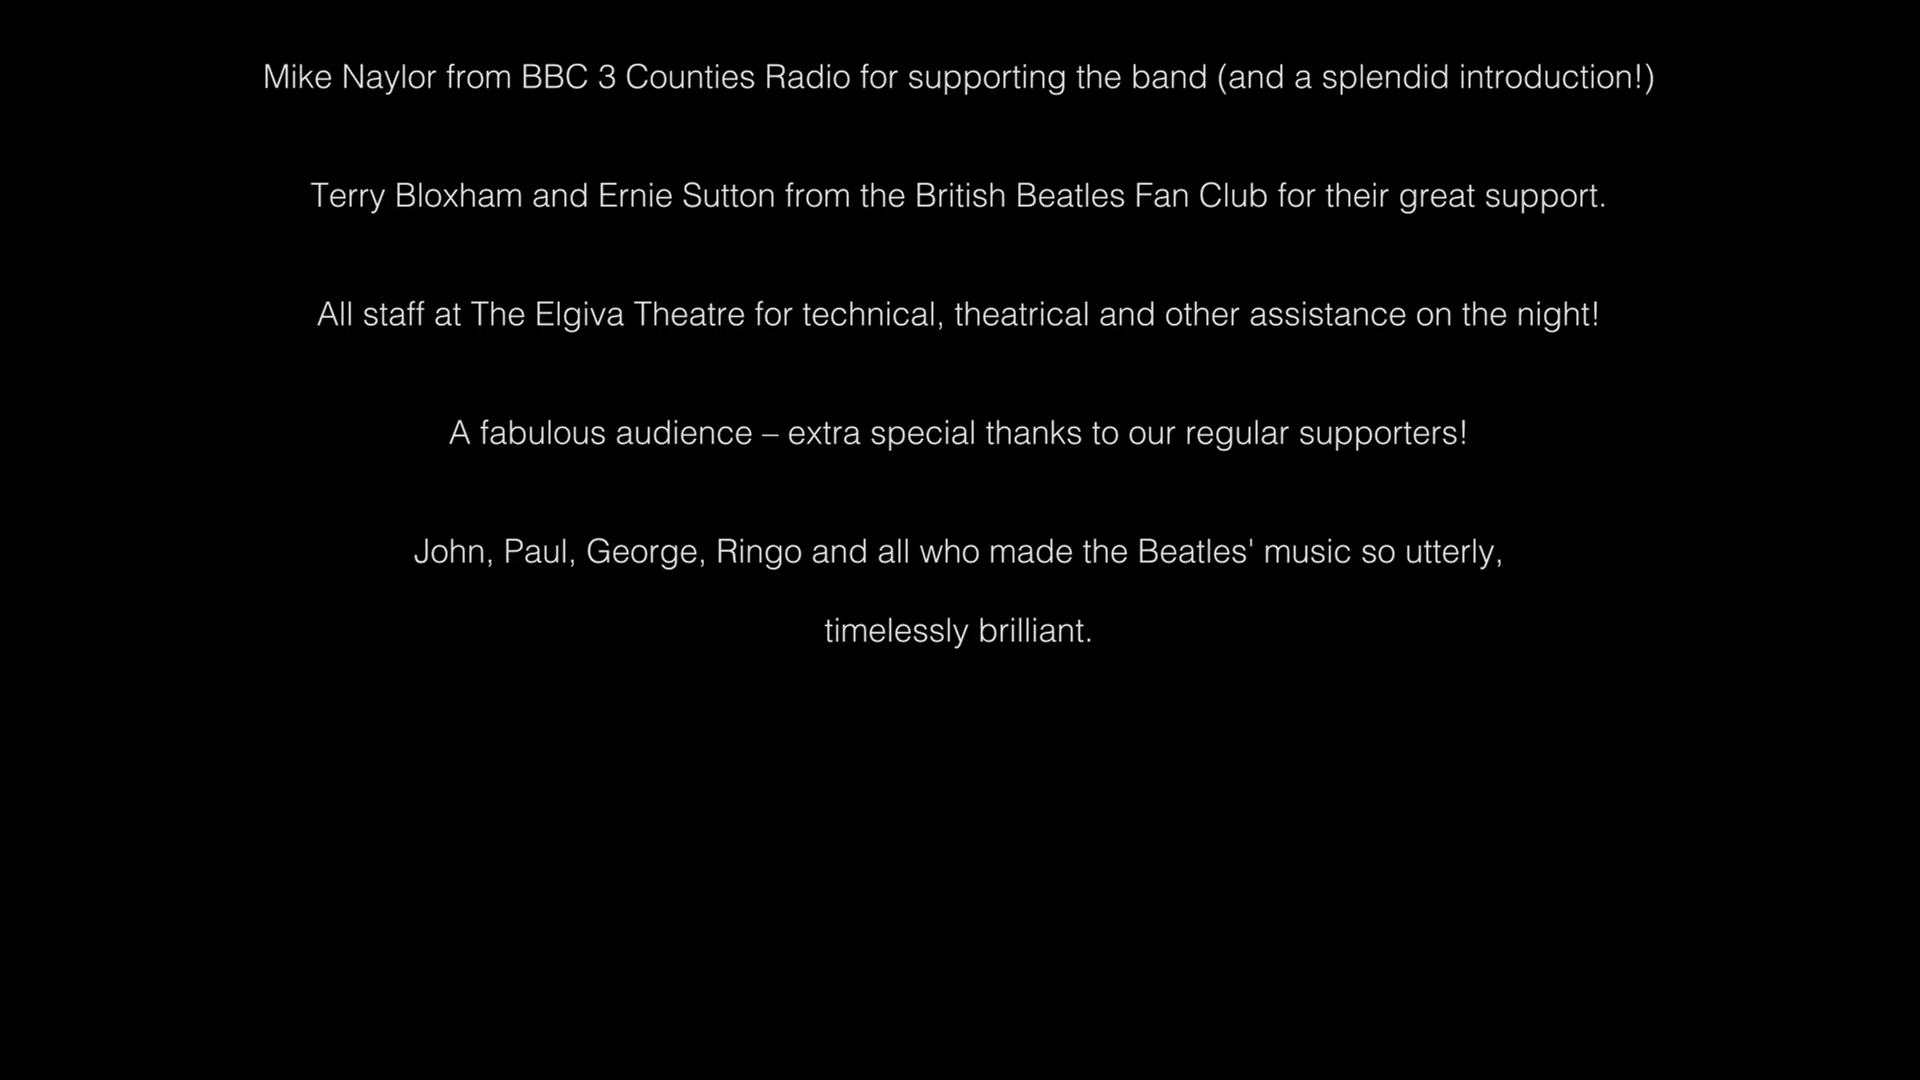 Mike Naylor from BBC 3 Counties Radio for supporting the band (and a splendid introduction!)
Terry Bloxham and Ernie Sutton from the British Beatles Fan Club for their great support.
All staff at The Elgiva Theatre for technical, theatrical and other assistance on the night!
A fabulous audience – extra special thanks to our regular supporters!
John, Paul, George, Ringo and all who made the Beatles' music so utterly,
timelessly brilliant.